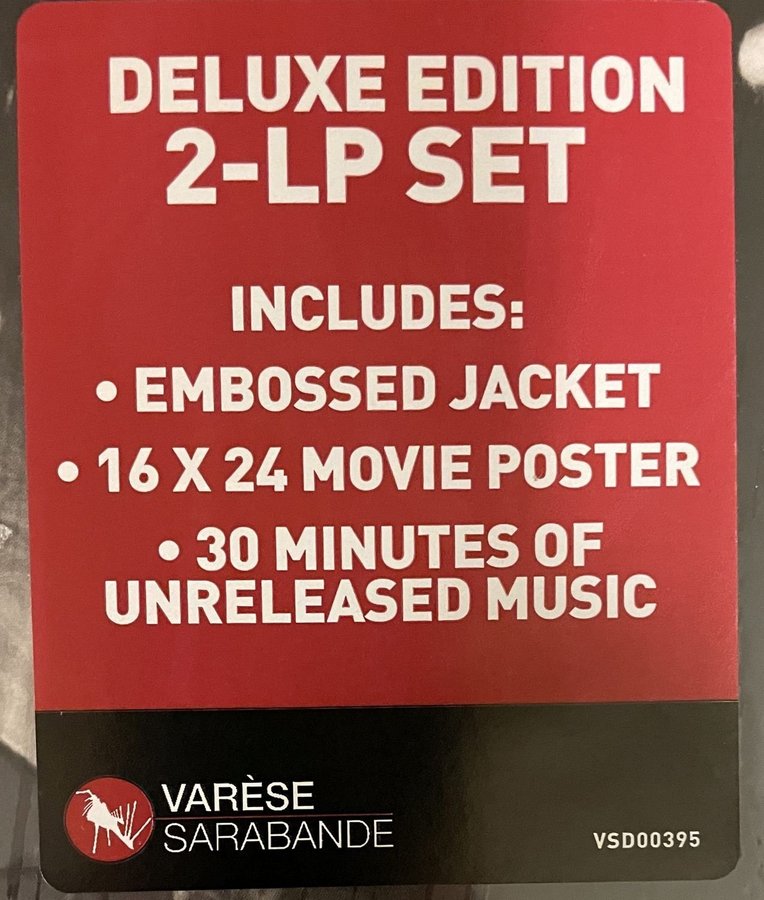 DELUXE EDITION
2-LP SET
INCLUDES:
• EMBOSSED JACKET
• 16 X 24 MOVIE POSTER
• 30 MINUTES OF
UNRELEASED MUSIC
VARÈSE
SARABANDE
VSD00395